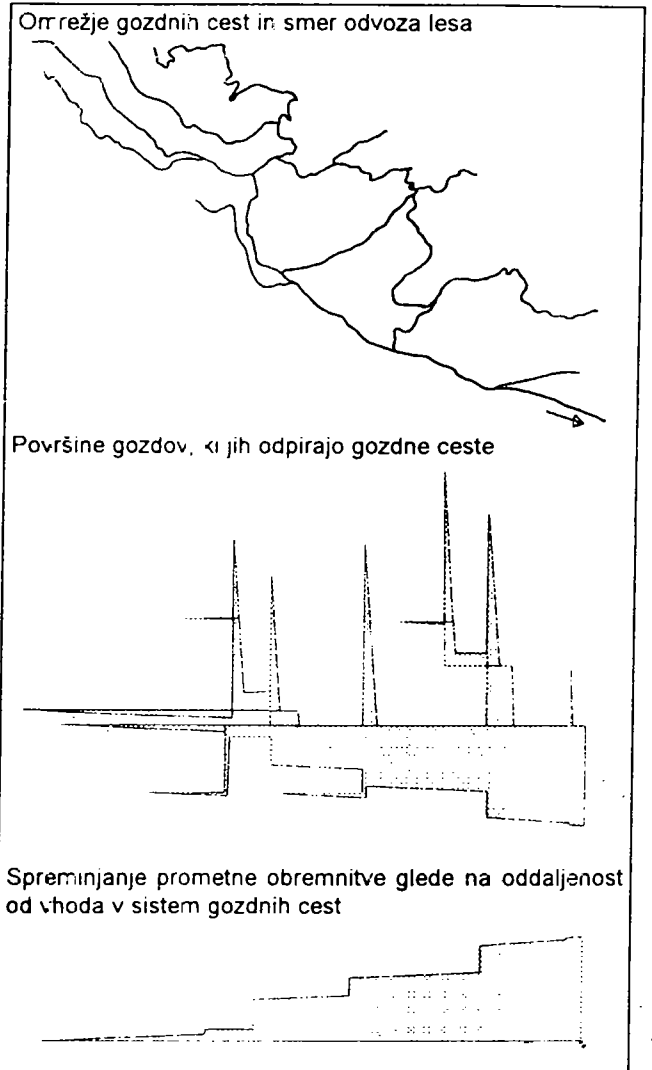 Omrežje gozdnih cest in smer odvoza lesa
Površine gozdov, ki jih odpirajo gozdne ceste
Spreminjanje prometne obremnitve glede na oddaljenost
od vhoda v sistem gozdnih cest